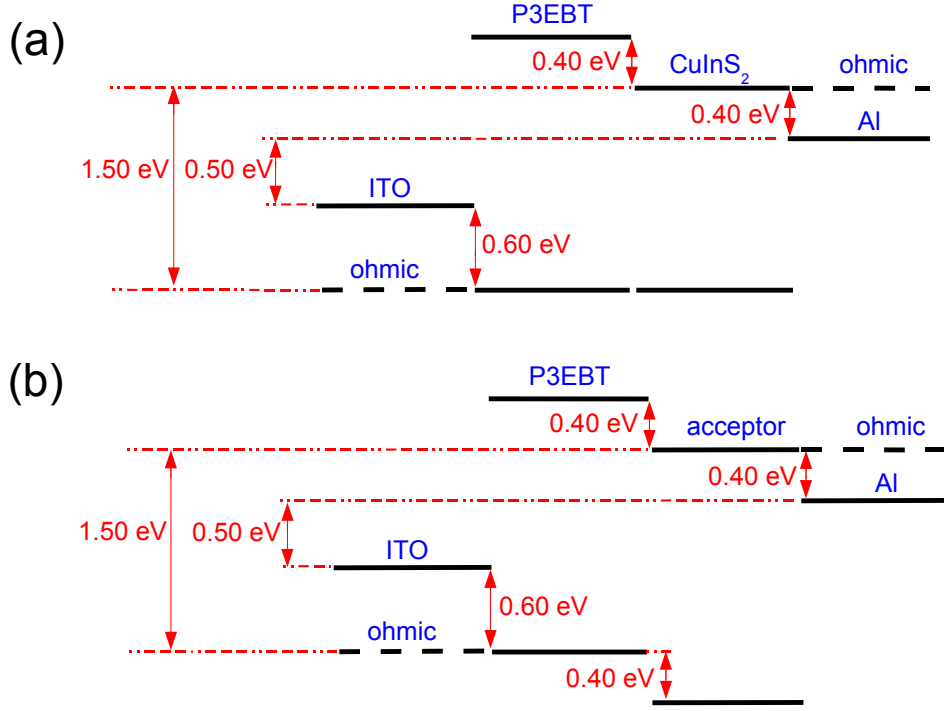 (a)
P3EBT
0.40 eV
CuInS₂
ohmic
0.40 eV
Al
1.50 eV
0.50 eV
ITO
0.60 eV
ohmic
(b)
P3EBT
0.40 eV
acceptor
ohmic
0.40 eV
Al
1.50 eV
0.50 eV
ITO
0.60 eV
ohmic
0.40 eV